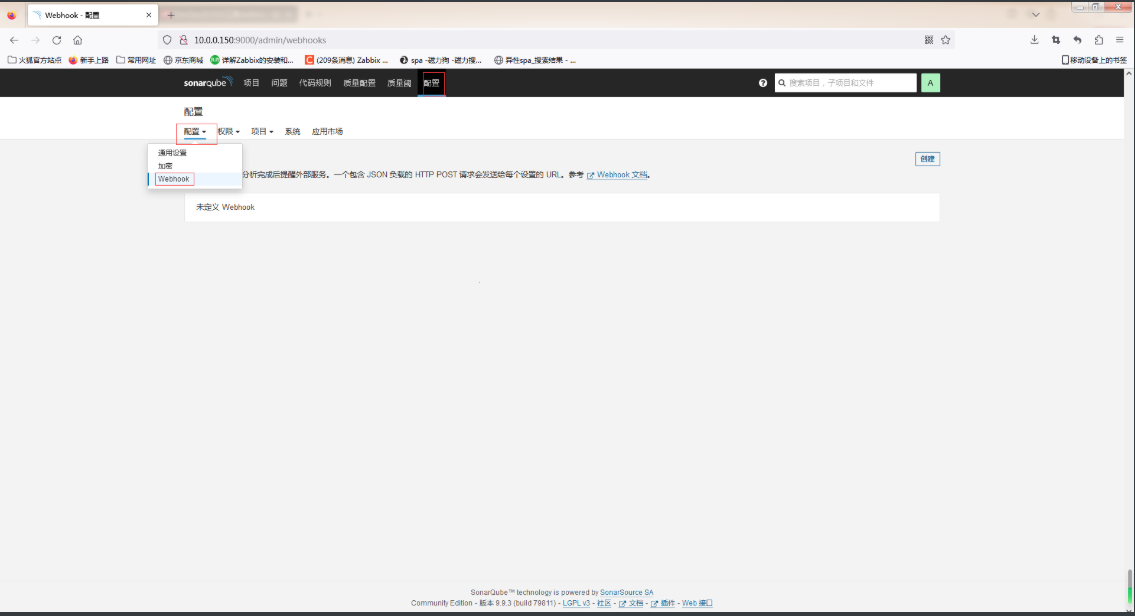 Webhook - 配置
10.0.0.150:9000/admin/webhooks
火狐官方站点 新手上路 常用网址 京东商城 详解Zabbix的安装和... (209条消息) Zabbix ... spa -磁力狗 -磁力搜... 异性spa_搜索结果 - ... 移动设备上的书签
sonarqube 项目 问题 代码规则 质量配置 质量阈 配置 搜索项目、子项目和文件 A
配置
配置 权限 项目 系统 应用市场
通用设置
加密
Webhook
创建
分析完成后提醒外部服务。一个包含 JSON 负载的 HTTP POST 请求会发送给每个设置的 URL。参考 Webhook 文档。
未定义 Webhook
SonarQube™ technology is powered by SonarSource SA
Community Edition - 版本 9.9.3 (build 79811) - LGPL v3 - 社区 - 文档 - 插件 - Web 接口